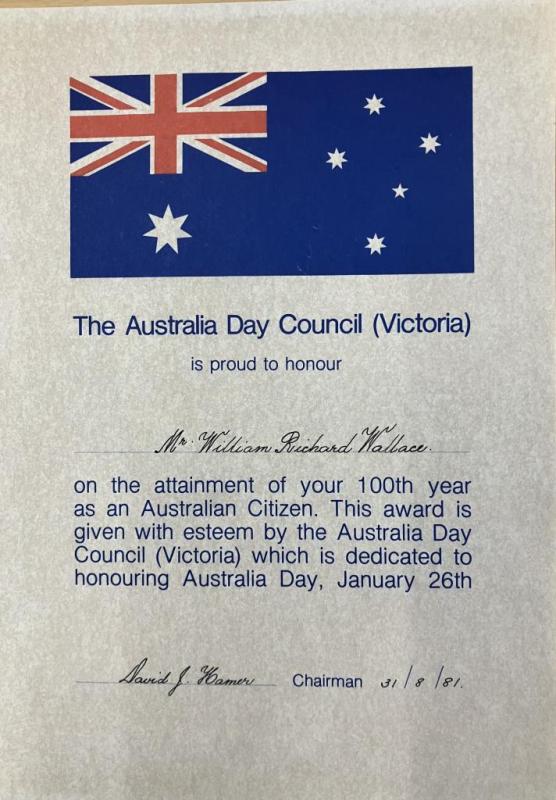 The Australia Day Council (Victoria)
is proud to honour
Mr. William Richard Wallace.
on the attainment of your 100th year
as an Australian Citizen. This award is
given with esteem by the Australia Day
Council (Victoria) which is dedicated to
honouring Australia Day, January 26th
David J. Hamer Chairman 31/8/81.